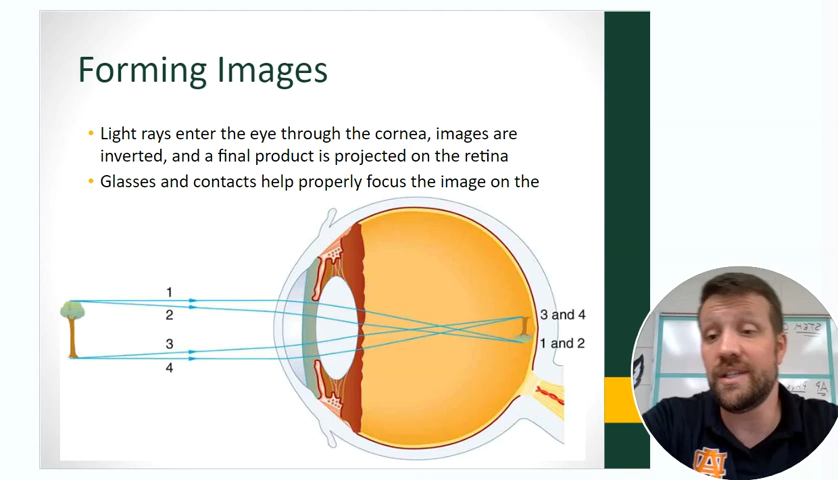 Forming Images
• Light rays enter the eye through the cornea, images are
inverted, and a final product is projected on the retina
• Glasses and contacts help properly focus the image on the
1
2
3
4
3 and 4
1 and 2